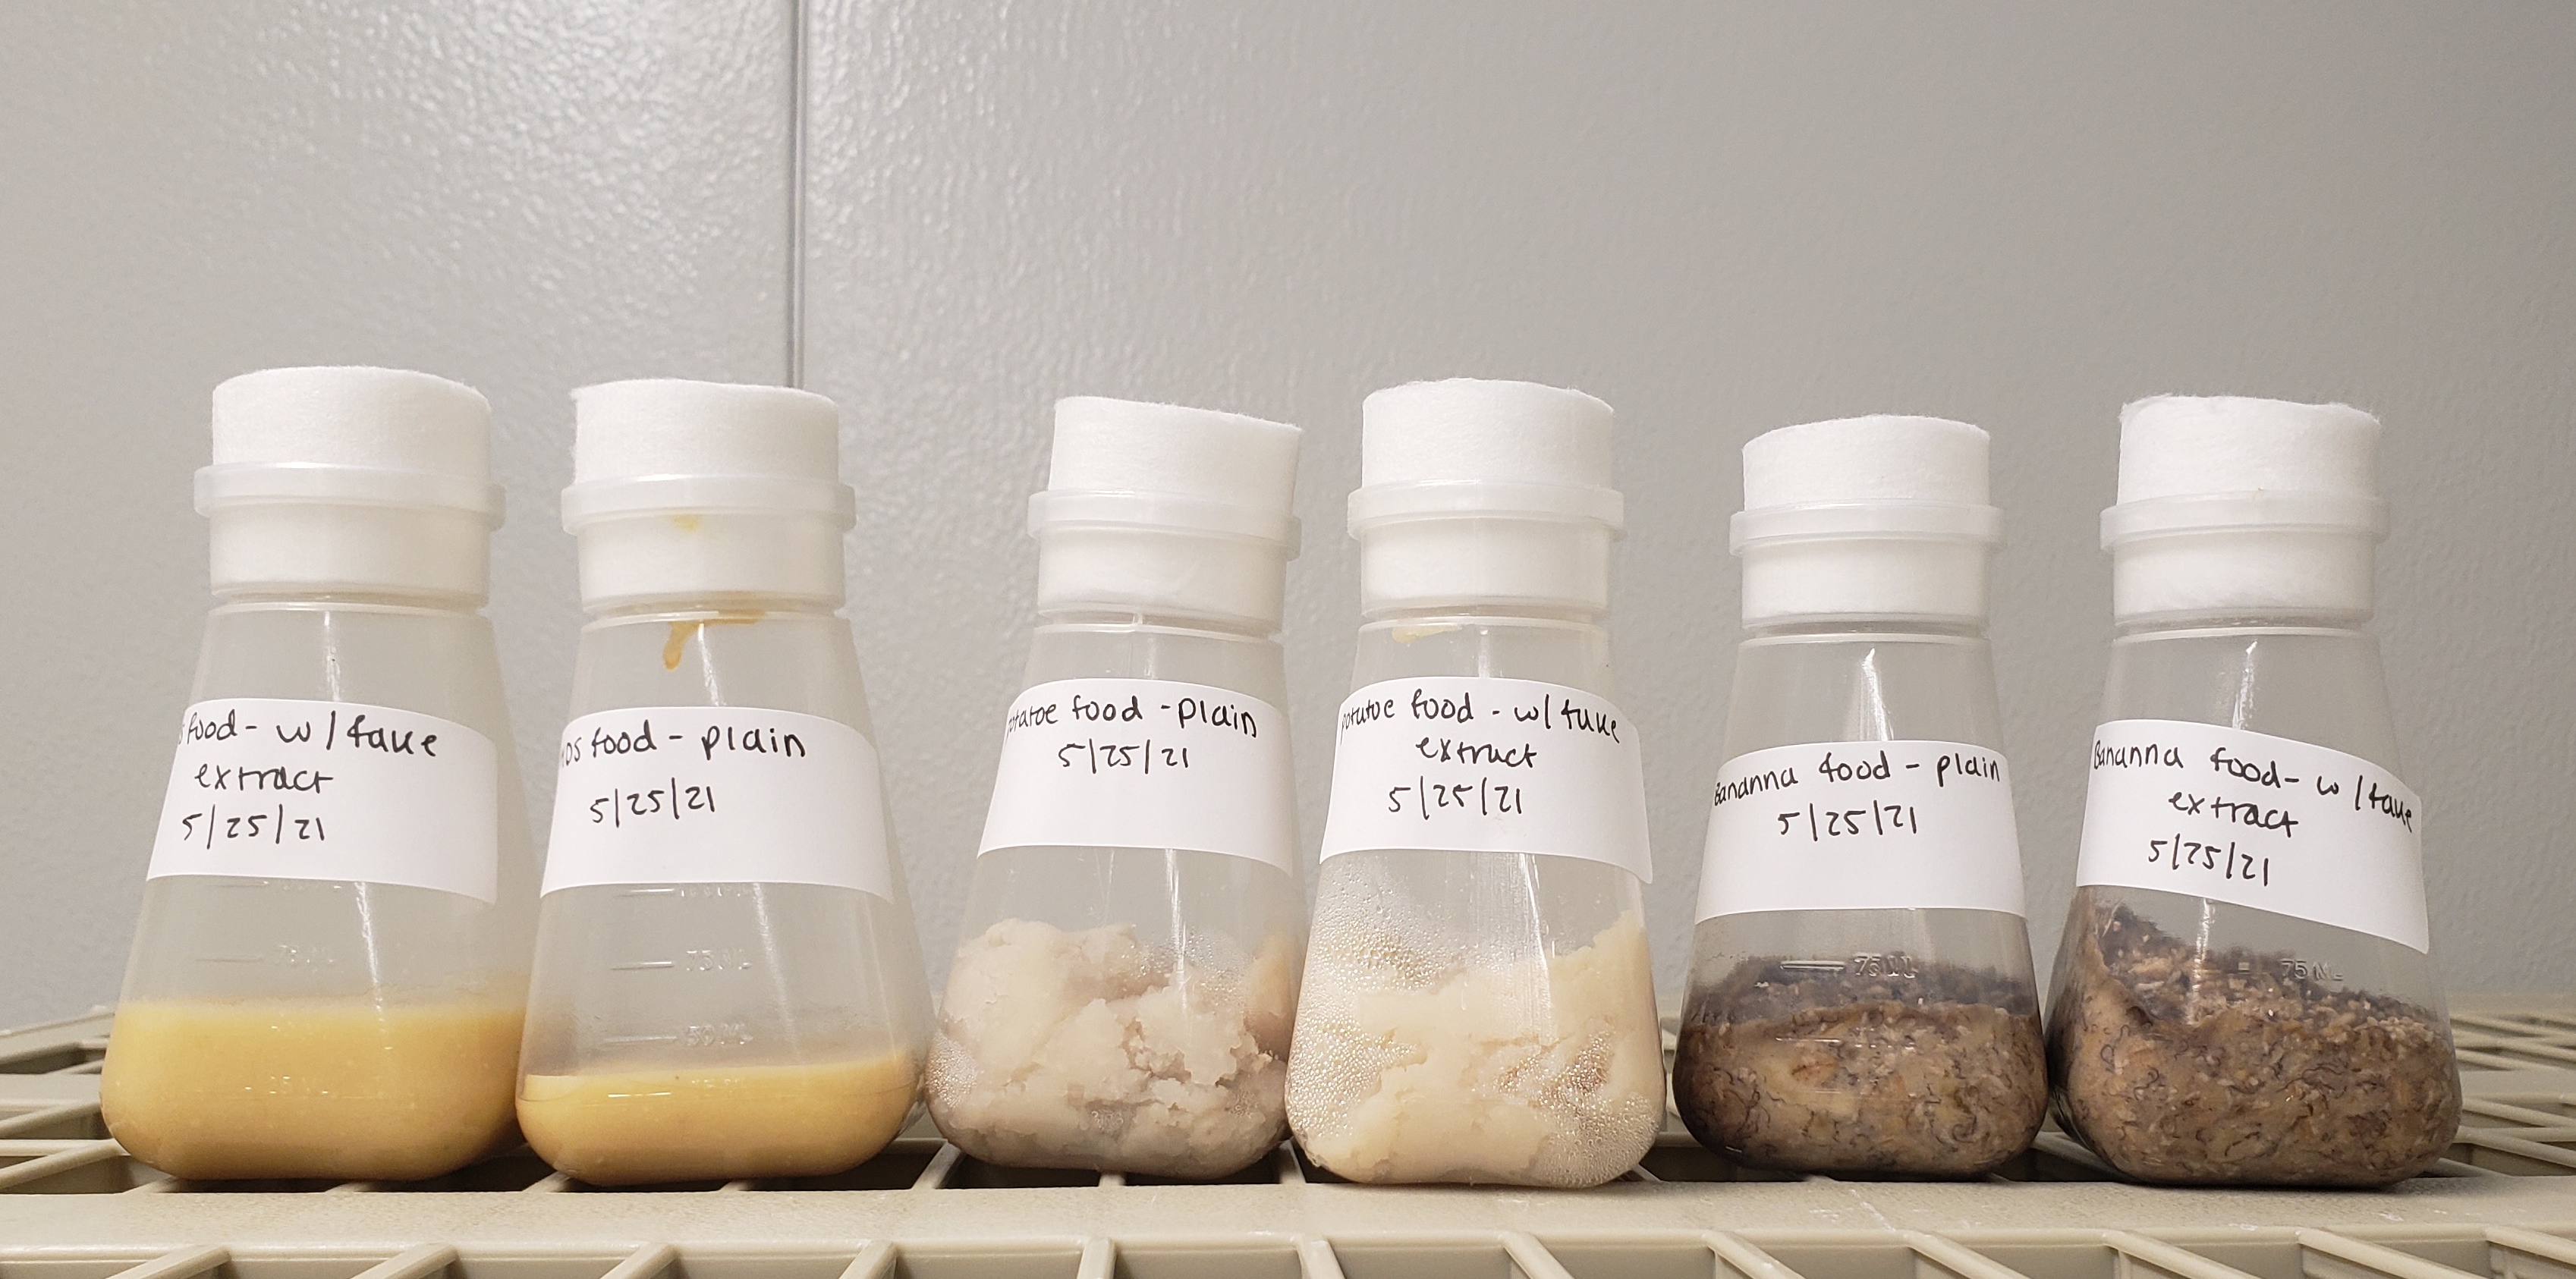 food - w/ fake
extract
5/25/21
food - plain
5/25/21
potatoe food - plain
5/25/21
potatoe food - w/ fake
extract
5/25/21
Bananna food - plain
5/25/21
Bananna food - w/ fake
extract
5/25/21
75 ML
50 ML
75 ML
75 ML